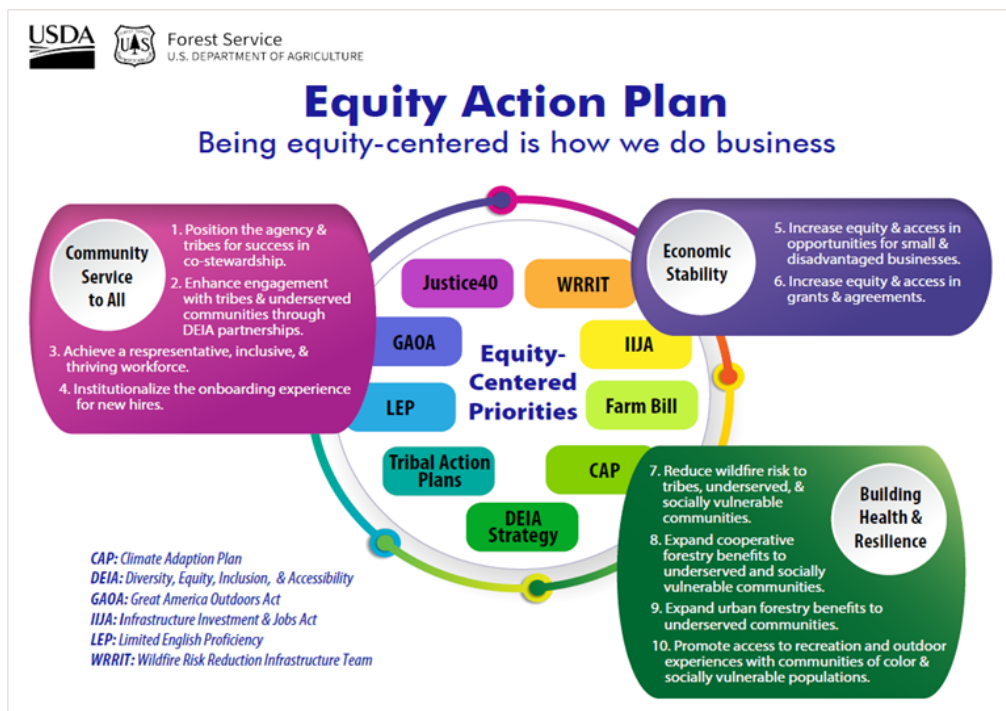 USDA
Forest Service
U.S. DEPARTMENT OF AGRICULTURE
UAS
Equity Action Plan
Being equity-centered is how we do business
Community
Service
to All
1. Position the agency &
tribes for success in
co-stewardship.
2. Enhance engagement
with tribes & underserved
communities through
DEIA partnerships.
3. Achieve a respresentative, inclusive, &
thriving workforce.
4. Institutionalize the onboarding experience
for new hires.
Economic
Stability
5. Increase equity & access in
opportunities for small &
disadvantaged businesses.
6. Increase equity & access in
grants & agreements.
Justice40
WRRIT
GAOA
IIJA
Equity-
Centered
Priorities
LEP
Farm Bill
Tribal Action
Plans
CAP
DEIA
Strategy
7. Reduce wildfire risk to
tribes, underserved, &
socially vulnerable
communities.
8. Expand cooperative
forestry benefits to
underserved and socially
vulnerable communities.
9. Expand urban forestry benefits to
underserved communities.
10. Promote access to recreation and outdoor
experiences with communities of color &
socially vulnerable populations.
Building
Health &
Resilience
CAP: Climate Adaption Plan
DEIA: Diversity, Equity, Inclusion, & Accessibility
GAOA: Great America Outdoors Act
IIJA: Infrastructure Investment & Jobs Act
LEP: Limited English Proficiency
WRRIT: Wildfire Risk Reduction Infrastructure Team